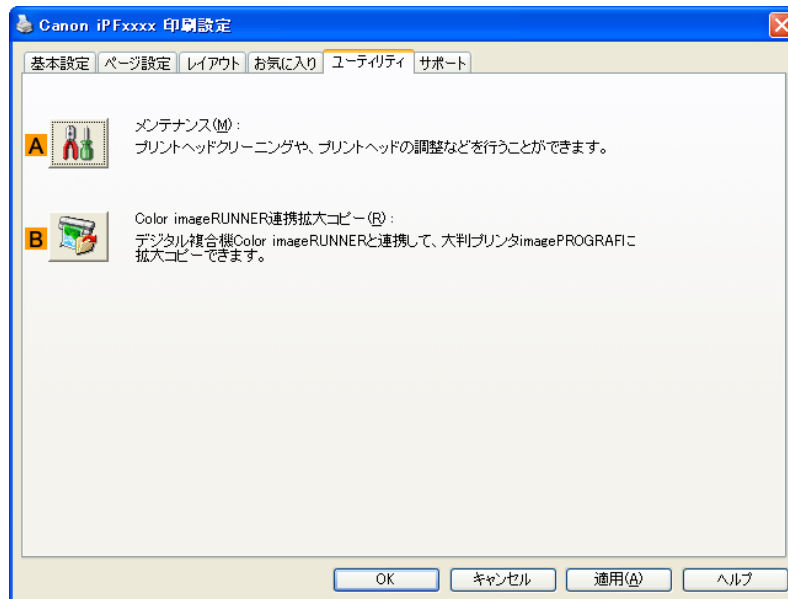 Canon iPFxxxx 印刷設定
基本設定 ページ設定 レイアウト お気に入り ユーティリティ サポート
A
メンテナンス(M) :
プリントヘッドクリーニングや、プリントヘッドの調整などを行うことができます。
B
Color imageRUNNER連携拡大コピー(R) :
デジタル複合機Color imageRUNNERと連携して、大判プリンタimagePROGRAFに
拡大コピーできます。
OK キャンセル 適用(A) ヘルプ